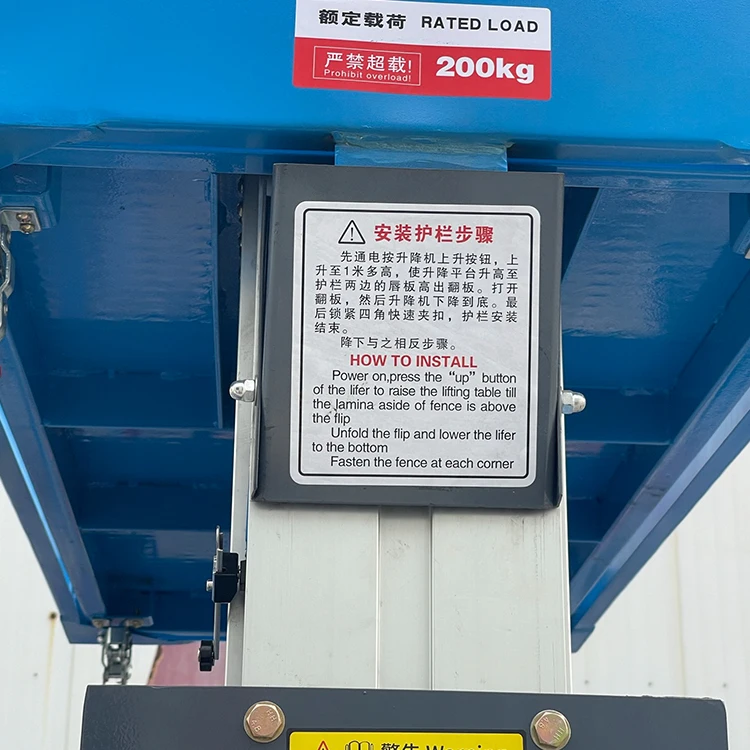 额定载荷 RATED LOAD
严禁超载! 200kg
Prohibit overload!
安装护栏步骤
先通电按升降机上升按钮，上
升至1米多高，使升降平台升高至
护栏两边的唇板高出翻板。打开
翻板，然后升降机下降到底。最
后锁紧四角快速夹扣，护栏安装
结束。
降下与之相反步骤。
HOW TO INSTALL
Power on,press the “up” button
of the lifer to raise the lifting table till
the lamina aside of fence is above
the flip
Unfold the flip and lower the lifer
to the bottom
Fasten the fence at each corner
警告 Warning